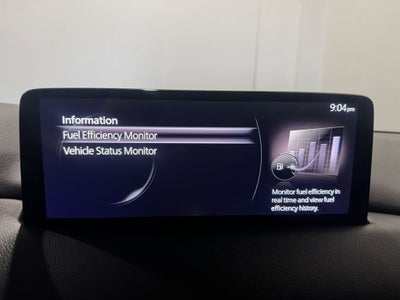 9:04pm
Information
Fuel Efficiency Monitor
Vehicle Status Monitor
Monitor fuel efficiency in
real time and view fuel
efficiency history.